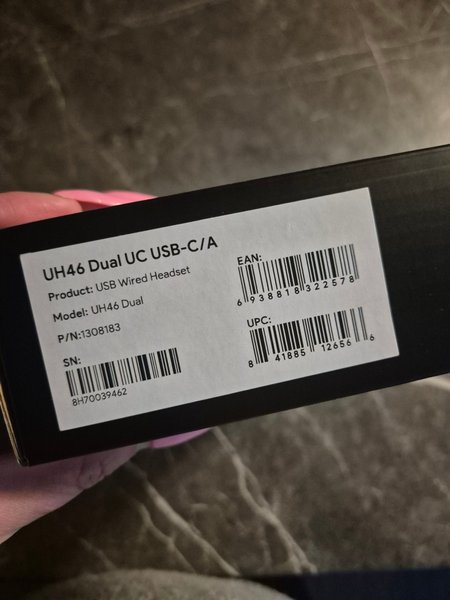 UH46 Dual UC USB-C/A
Product: USB Wired Headset
Model: UH46 Dual
P/N:1308183
SN:
8H70039462
EAN:
6 938818 322578
UPC:
8 41885 12656 6